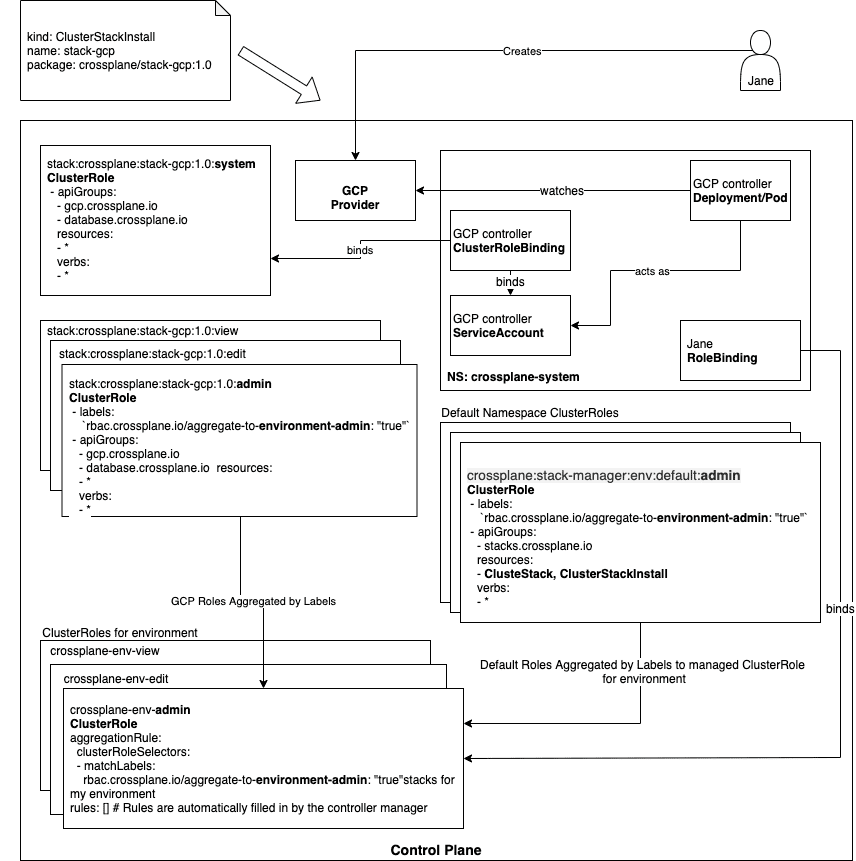 kind: ClusterStackInstall
name: stack-gcp
package: crossplane/stack-gcp:1.0
Creates
Jane
stack:crossplane:stack-gcp:1.0:system
ClusterRole
- apiGroups:
- gcp.crossplane.io
- database.crossplane.io
resources:
- *
verbs:
- *
GCP
Provider
watches
GCP controller
Deployment/Pod
GCP controller
ClusterRoleBinding
binds
binds
acts as
GCP controller
ServiceAccount
Jane
RoleBinding
NS: crossplane-system
stack:crossplane:stack-gcp:1.0:view
stack:crossplane:stack-gcp:1.0:edit
stack:crossplane:stack-gcp:1.0:admin
ClusterRole
- labels:
`rbac.crossplane.io/aggregate-to-environment-admin: "true"`
- apiGroups:
- gcp.crossplane.io
- database.crossplane.io resources:
- *
verbs:
- *
Default Namespace ClusterRoles
crossplane:stack-manager:env:default:admin
ClusterRole
- labels:
`rbac.crossplane.io/aggregate-to-environment-admin: "true"`
- apiGroups:
- stacks.crossplane.io
resources:
- ClusteStack, ClusterStackInstall
verbs:
- *
binds
GCP Roles Aggregated by Labels
Default Roles Aggregated by Labels to managed ClusterRole
for environment
ClusterRoles for environment
crossplane-env-view
crossplane-env-edit
crossplane-env-admin
ClusterRole
aggregationRule:
clusterRoleSelectors:
- matchLabels:
rbac.crossplane.io/aggregate-to-environment-admin: "true"stacks for
my environment
rules: [] # Rules are automatically filled in by the controller manager
Control Plane